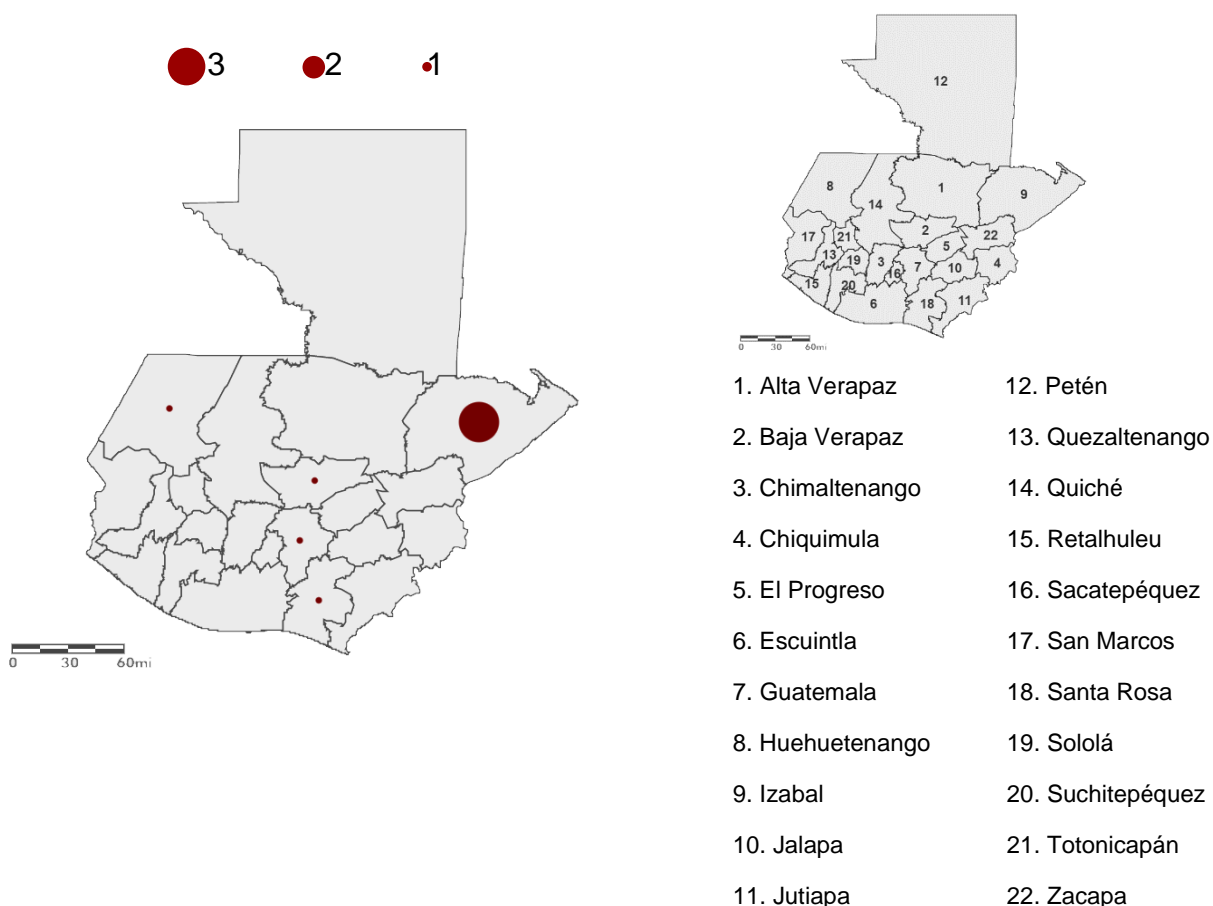 3 2 1
0 30 60mi
12
8 1 9
14
2
17 21 22
5
13 19 3 7 4
16 10
15 20
6 18 11
0 30 60mi
1. Alta Verapaz
2. Baja Verapaz
3. Chimaltenango
4. Chiquimula
5. El Progreso
6. Escuintla
7. Guatemala
8. Huehuetenango
9. Izabal
10. Jalapa
11. Jutiapa
12. Petén
13. Quezaltenango
14. Quiché
15. Retalhuleu
16. Sacatepéquez
17. San Marcos
18. Santa Rosa
19. Sololá
20. Suchitepéquez
21. Totonicapán
22. Zacapa